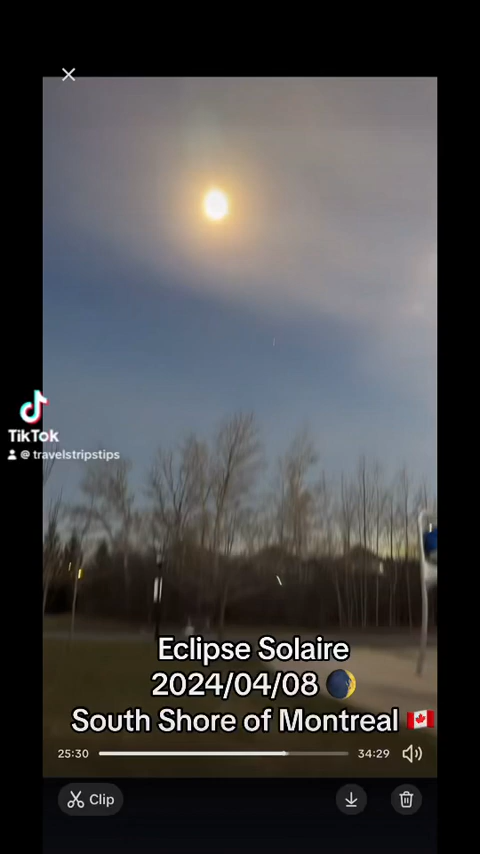 TikTok
@travelstripstips
Eclipse Solaire
2024/04/08
South Shore of Montreal
25:30
34:29
Clip